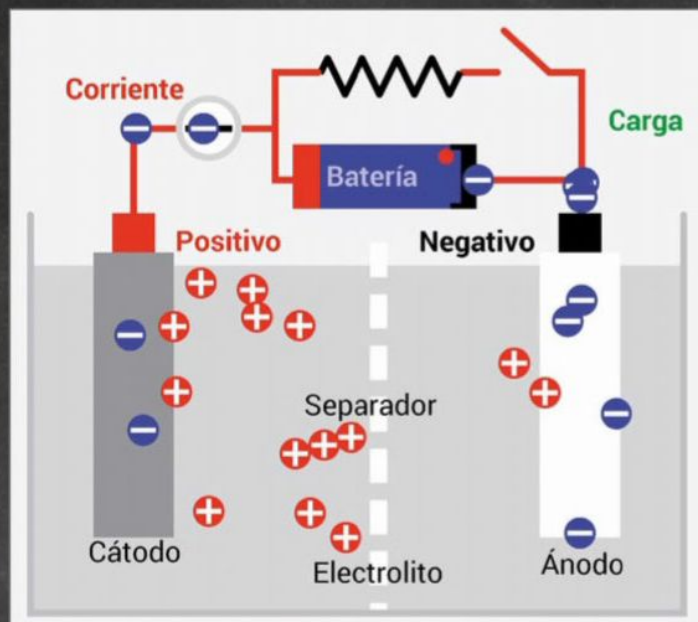 Corriente
Carga
Batería
Positivo
Negativo
Separador
Cátodo
Electrolito
Ánodo